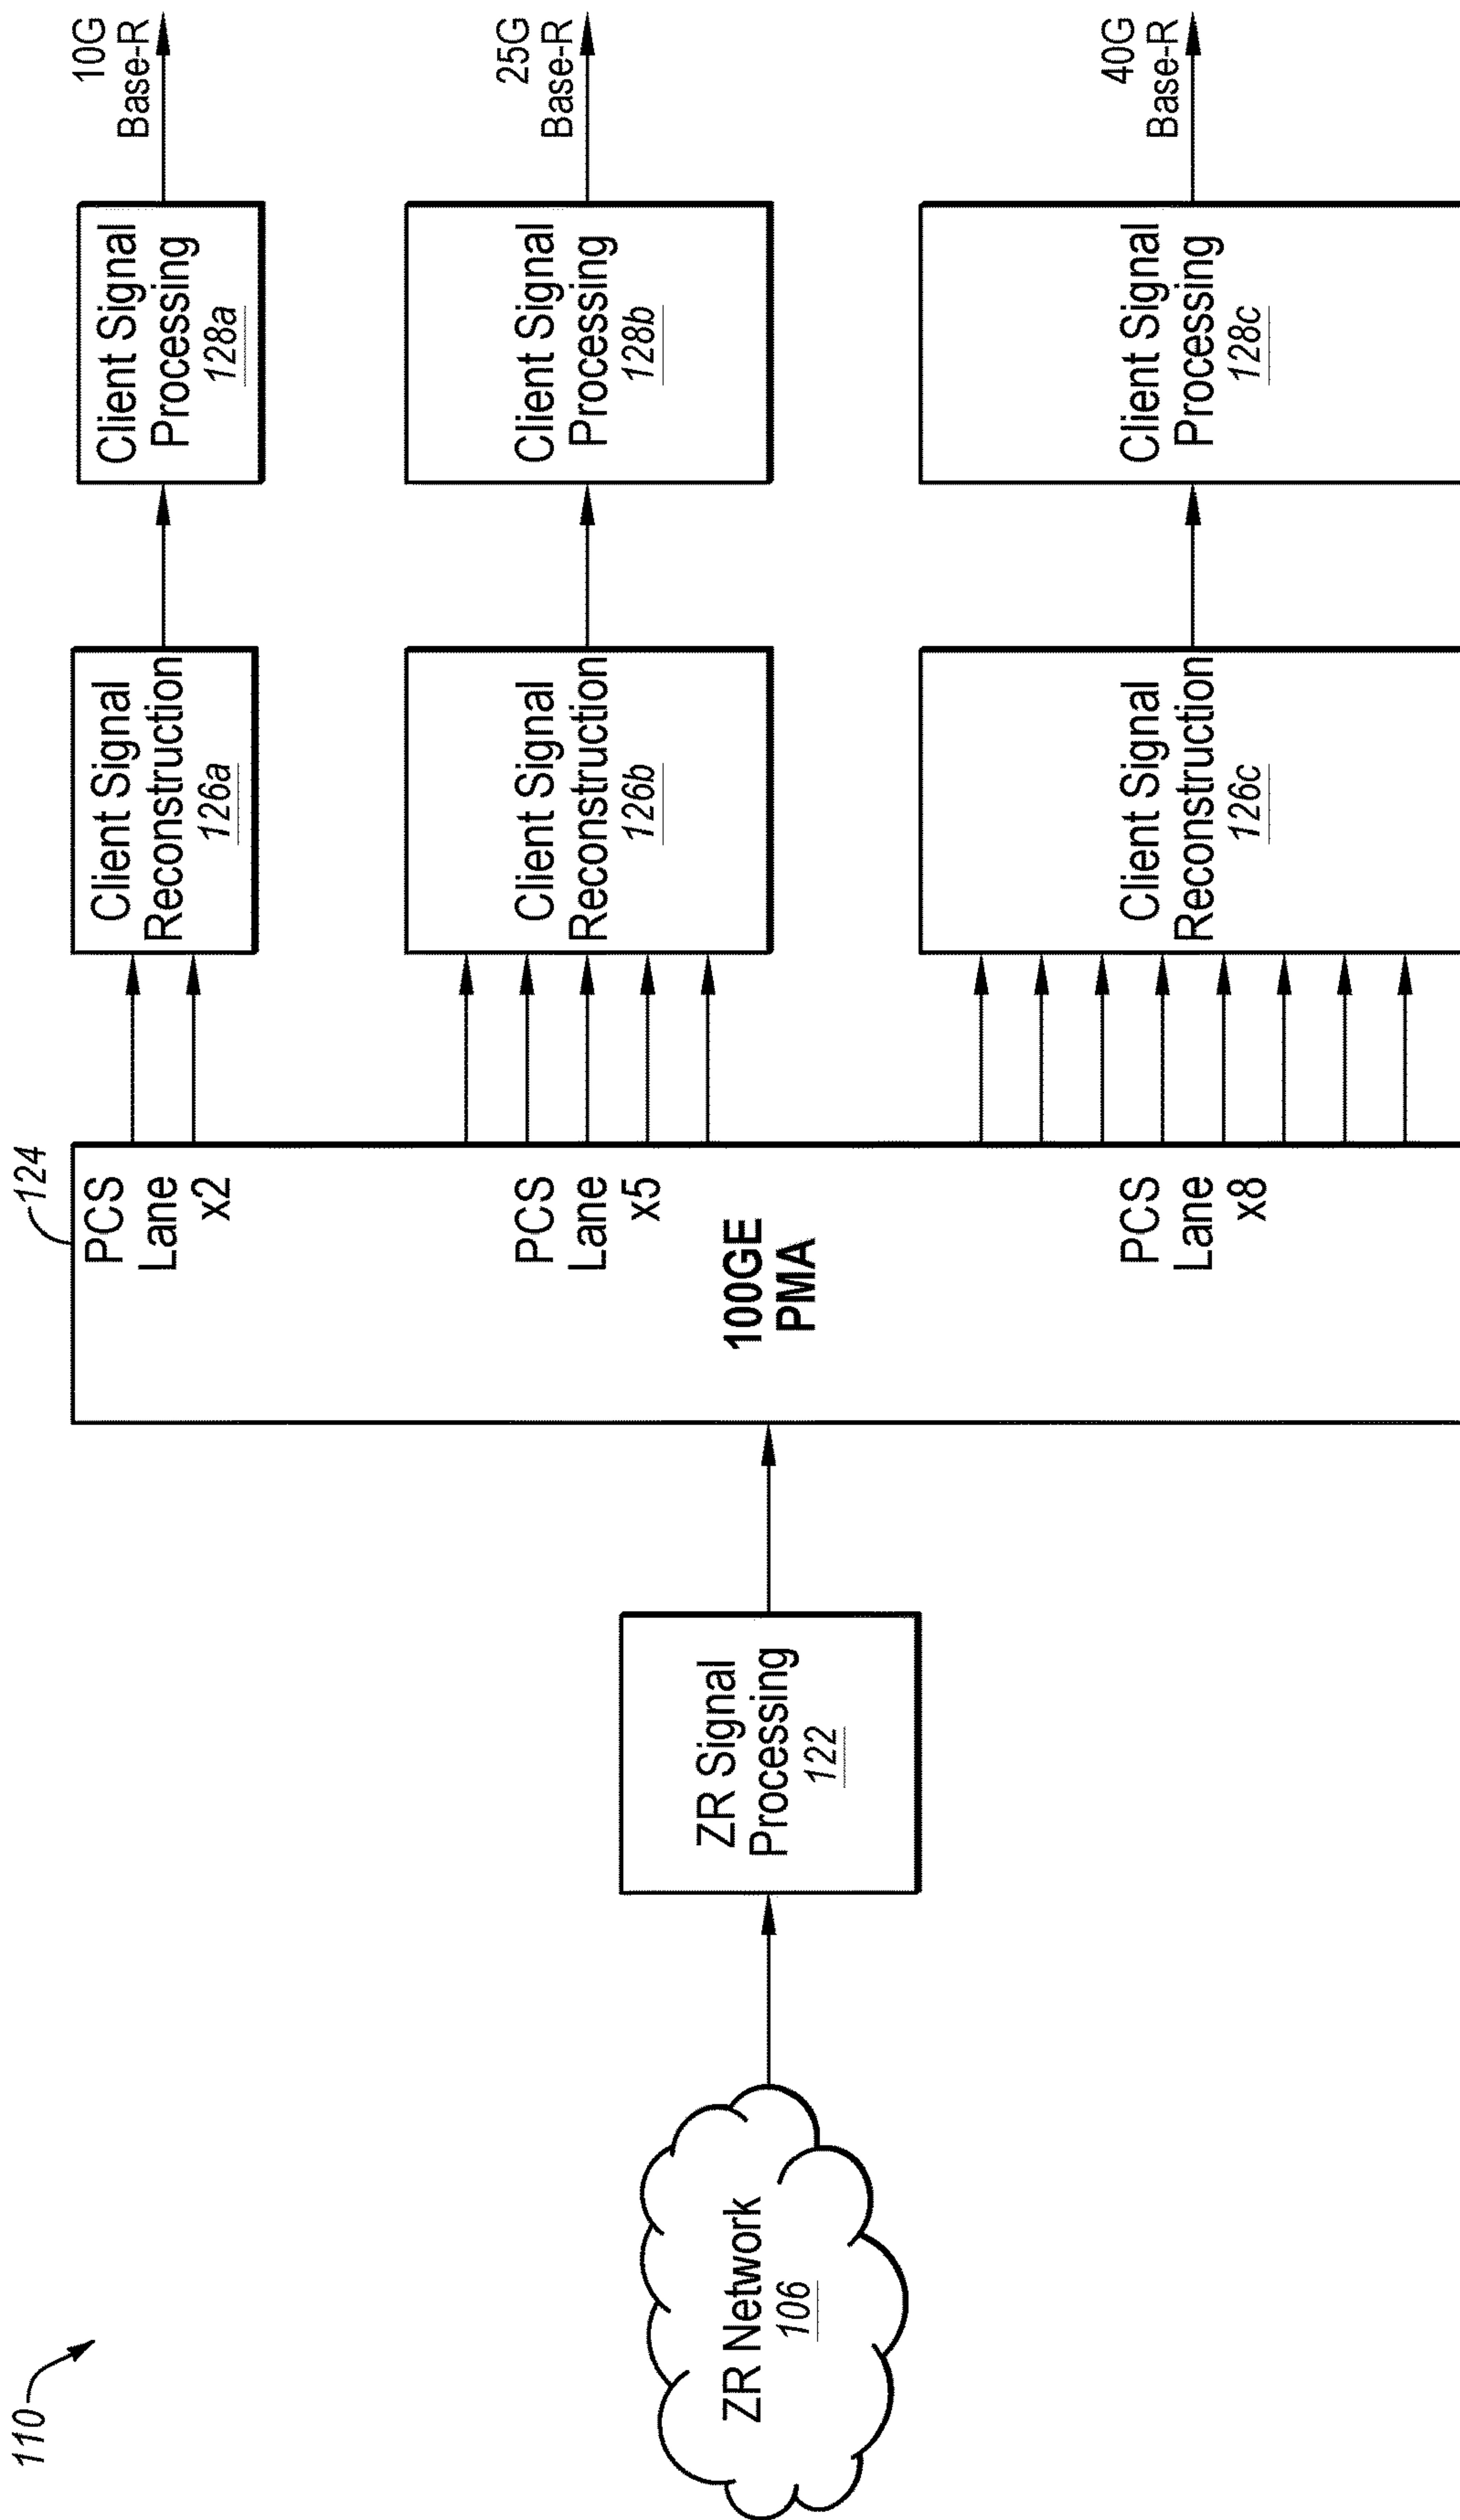 110
ZR Network
106
ZR Signal
Processing
122
124
100GE
PMA
PCS
Lane
x2
PCS
Lane
x5
PCS
Lane
x8
Client Signal
Reconstruction
126a
Client Signal
Reconstruction
126b
Client Signal
Reconstruction
126c
Client Signal
Processing
128a
Client Signal
Processing
128b
Client Signal
Processing
128c
10G
Base-R
25G
Base-R
40G
Base-R